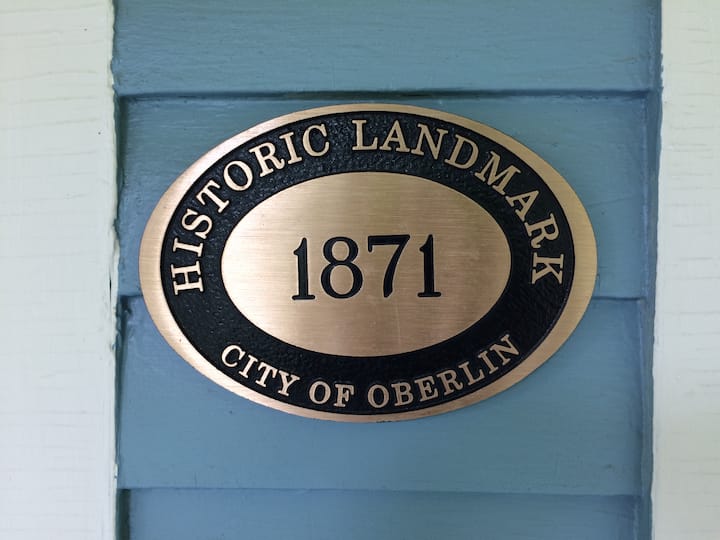 HISTORIC LANDMARK
1871
CITY OF OBERLIN